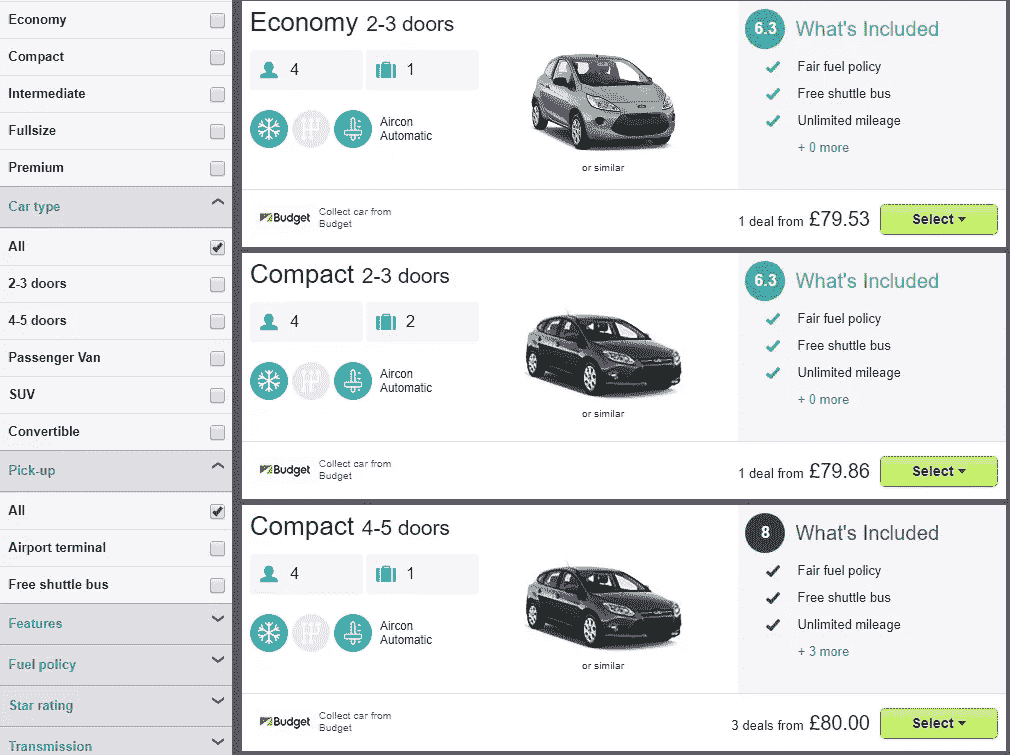 Economy
Compact
Intermediate
Fullsize
Premium
Car type
All
2-3 doors
4-5 doors
Passenger Van
SUV
Convertible
Pick-up
All
Airport terminal
Free shuttle bus
Features
Fuel policy
Star rating
Transmission
Economy 2-3 doors
4
1
Aircon
Automatic
or similar
6.3 What's Included
Fair fuel policy
Free shuttle bus
Unlimited mileage
+ 0 more
Budget
Collect car from
Budget
1 deal from £79.53
Select
Compact 2-3 doors
4
2
Aircon
Automatic
or similar
6.3 What's Included
Fair fuel policy
Free shuttle bus
Unlimited mileage
+ 0 more
Budget
Collect car from
Budget
1 deal from £79.86
Select
Compact 4-5 doors
4
1
Aircon
Automatic
or similar
8 What's Included
Fair fuel policy
Free shuttle bus
Unlimited mileage
+ 3 more
Budget
Collect car from
Budget
3 deals from £80.00
Select